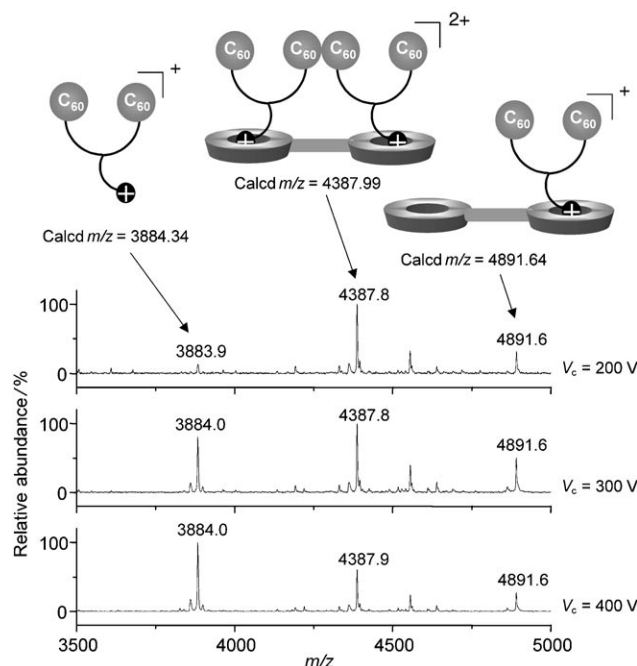 C60 C60 +
C60 C60 C60 C60 2+
C60 C60 +
+
+ +
+
Calcd m/z = 3884.34
Calcd m/z = 4387.99
Calcd m/z = 4891.64
Relative abundance/%
100
0
3883.9
4387.8
4891.6
Vc = 200 V
100
0
3884.0
4387.8
4891.6
Vc = 300 V
100
0
3884.0
4387.9
4891.6
Vc = 400 V
3500 4000 4500 5000
m/z